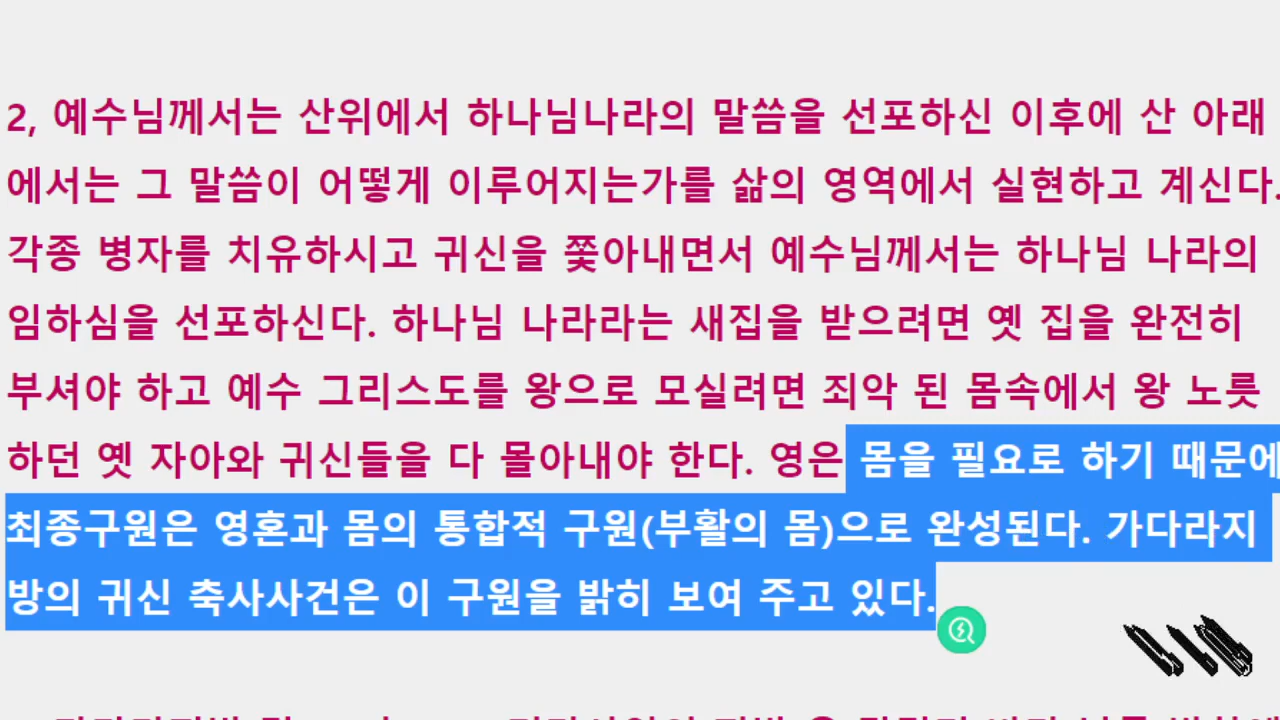 2, 예수님께서는 산위에서 하나님나라의 말씀을 선포하신 이후에 산 아래
에서는 그 말씀이 어떻게 이루어지는가를 삶의 영역에서 실현하고 계신다.
각종 병자를 치유하시고 귀신을 쫓아내면서 예수님께서는 하나님 나라의
임하심을 선포하신다. 하나님 나라라는 새집을 받으려면 옛 집을 완전히
부셔야 하고 예수 그리스도를 왕으로 모실려면 죄악 된 몸속에서 왕 노릇
하던 옛 자아와 귀신들을 다 몰아내야 한다. 영은 몸을 필요로 하기 때문에
최종구원은 영혼과 몸의 통합적 구원(부활의 몸)으로 완성된다. 가다라지
방의 귀신 축사사건은 이 구원을 밝히 보여 주고 있다.